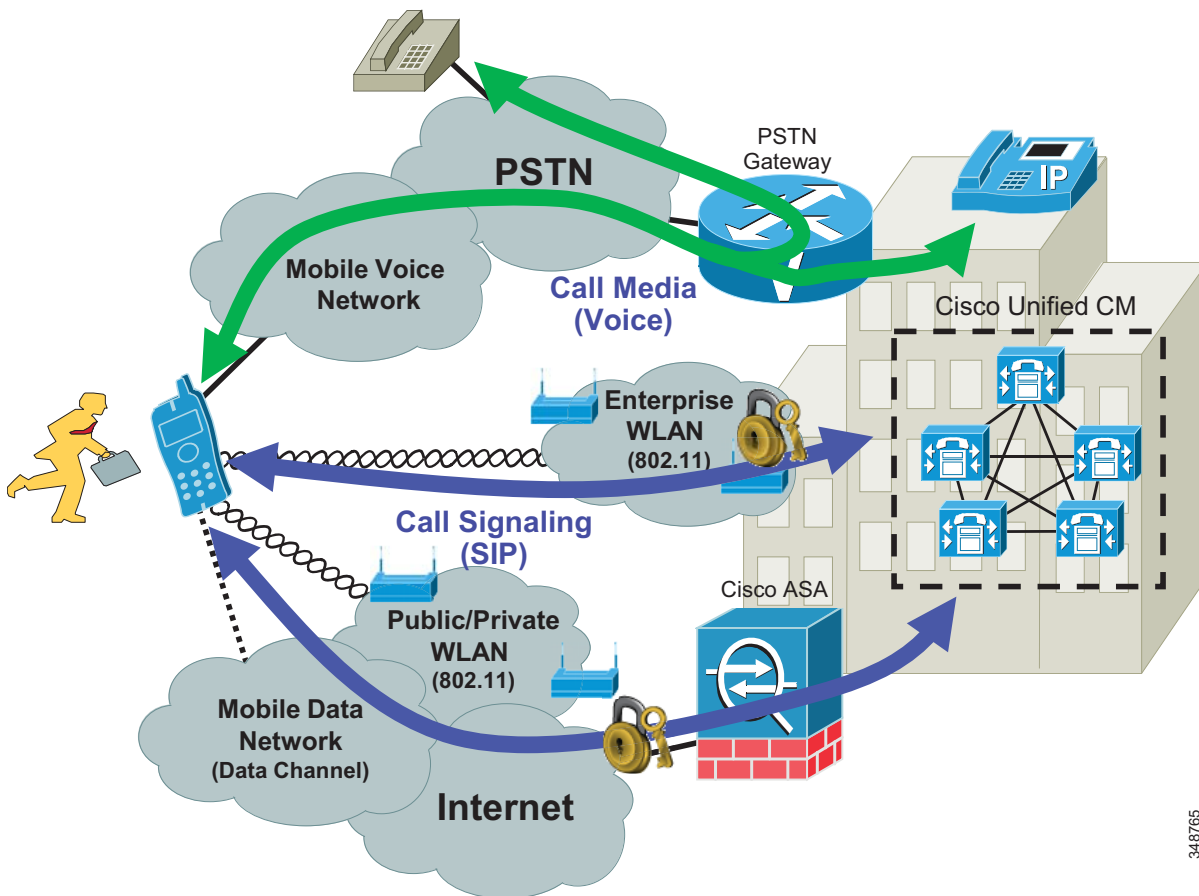 PSTN
Gateway
PSTN
IP
Mobile Voice
Network
Call Media
(Voice)
Cisco Unified CM
Enterprise
WLAN
(802.11)
Call Signaling
(SIP)
Cisco ASA
Public/Private
WLAN
(802.11)
Mobile Data
Network
(Data Channel)
Internet
348765